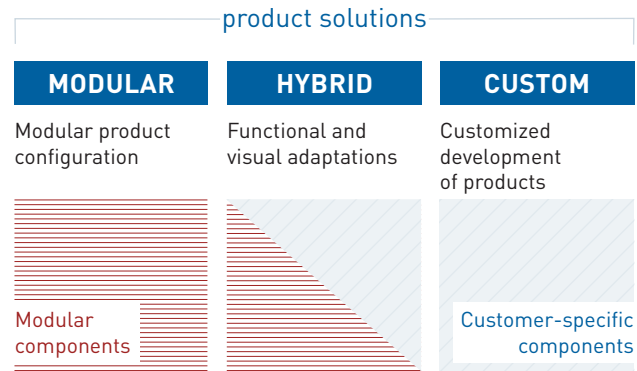 product solutions
MODULAR
HYBRID
CUSTOM
Modular product
configuration
Functional and
visual adaptations
Customized
development
of products
Modular
components
Customer-specific
components